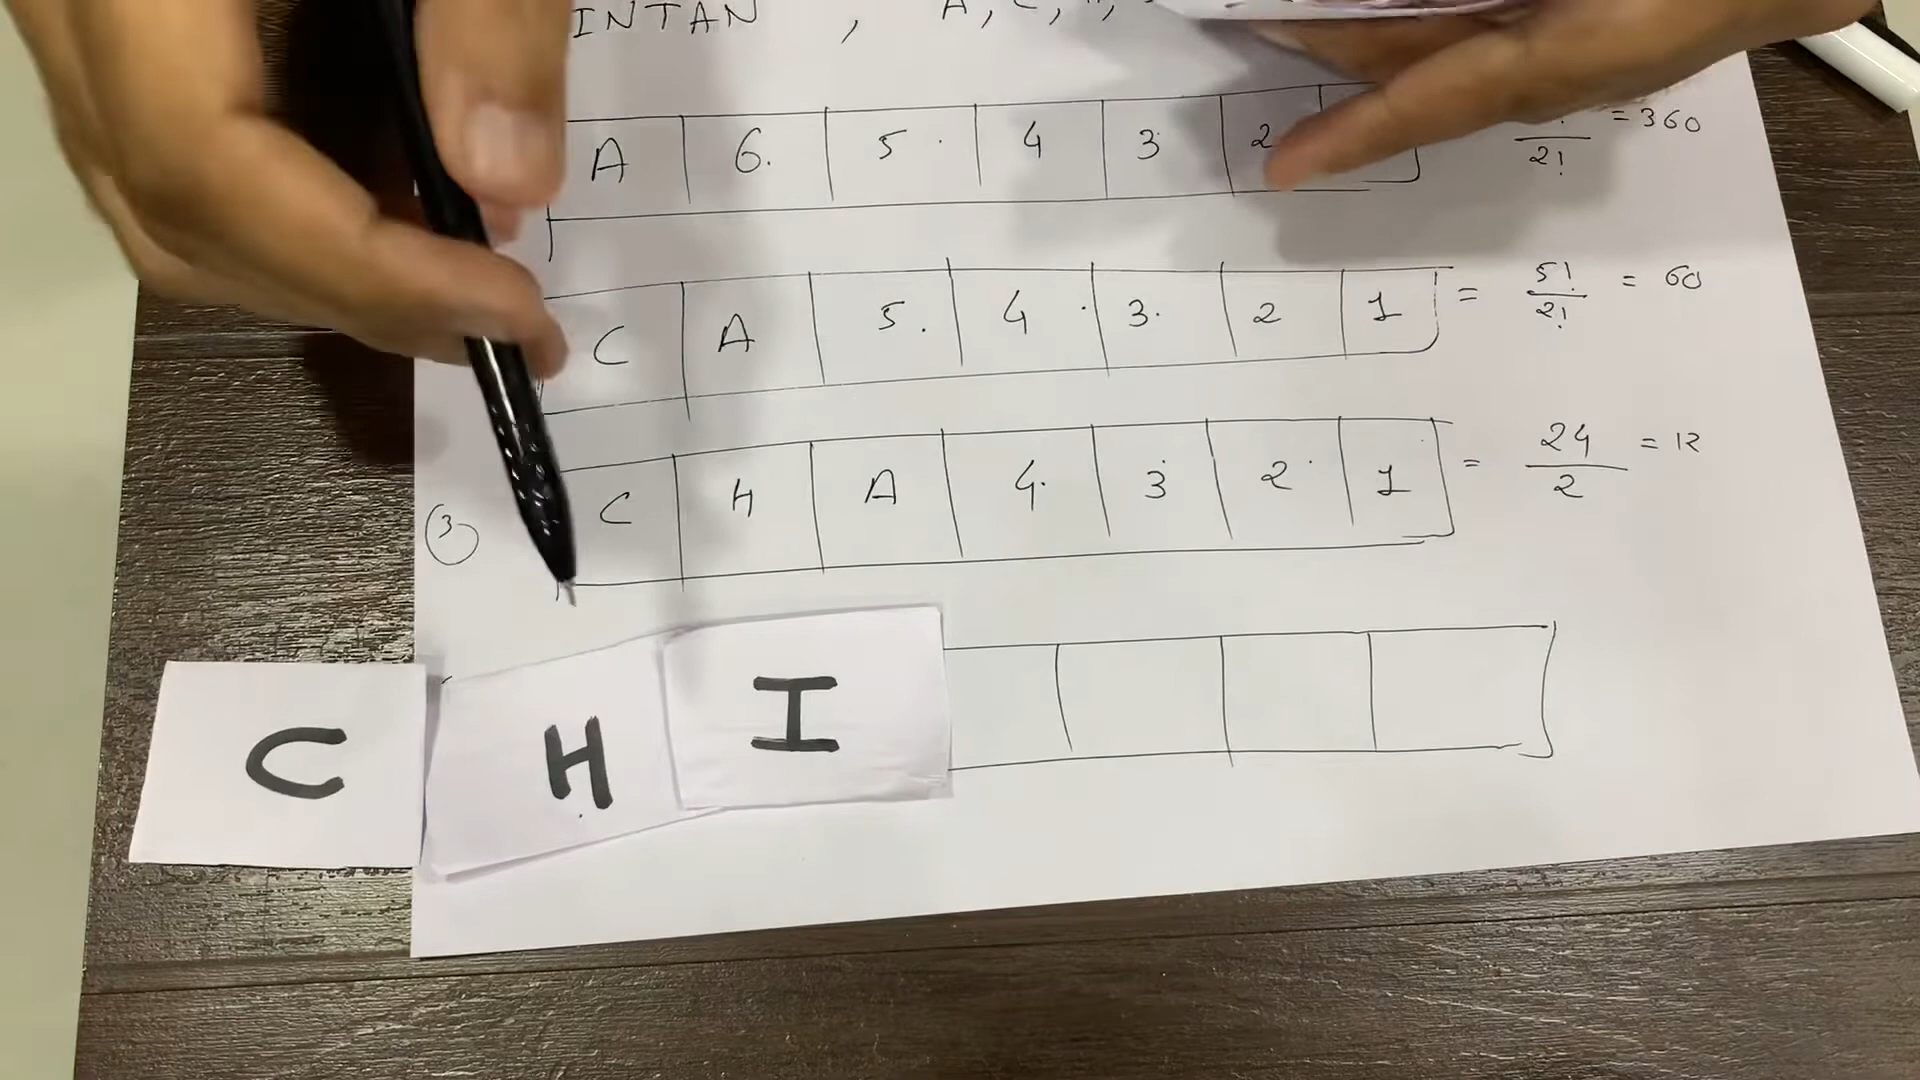 INTAN , A, C,
A 6. 5 . 4 3 2 2! = 360
C A 5. 4 . 3. 2 1 = 5!/2! = 60
3 C H A 4. 3 2 1 = 24/2 = 12
C H I